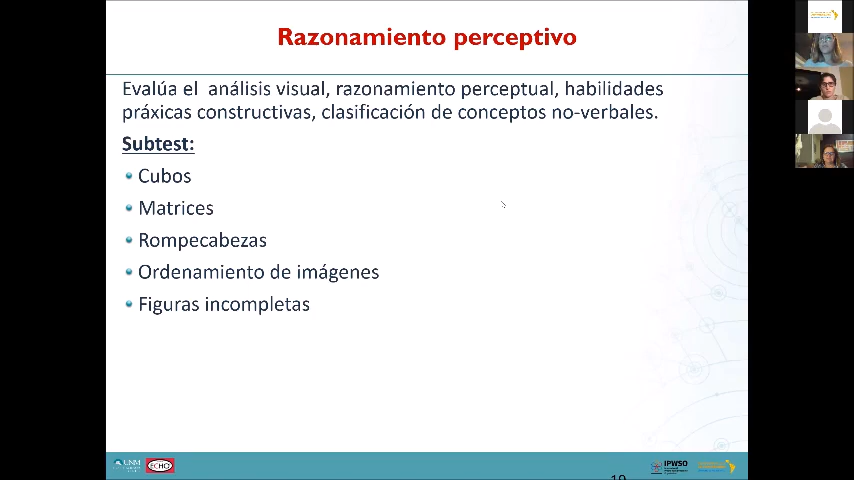 Razonamiento perceptivo
Evalúa el análisis visual, razonamiento perceptual, habilidades
práxicas constructivas, clasificación de conceptos no-verbales.
Subtest:
Cubos
Matrices
Rompecabezas
Ordenamiento de imágenes
Figuras incompletas
UNM
ECHO
IPWSO